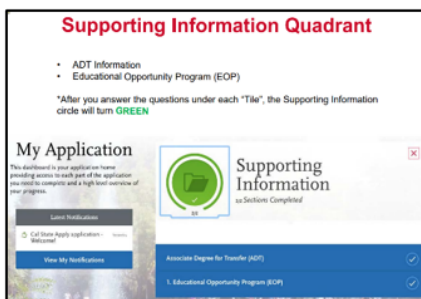 Supporting Information Quadrant
• ADT Information
• Educational Opportunity Program (EOP)
*After you answer the questions under each "Tile", the Supporting Information
circle will turn GREEN
My Application
This dashboard is your application home
providing access to each part of the application
you need to complete and a high level overview of
your progress.
Latest Notifications
Cal State Apply application -
Welcome!
View My Notifications
Supporting
Information
Sections Completed
Associate Degree for Transfer (ADT)
1. Educational Opportunity Program (EOP)